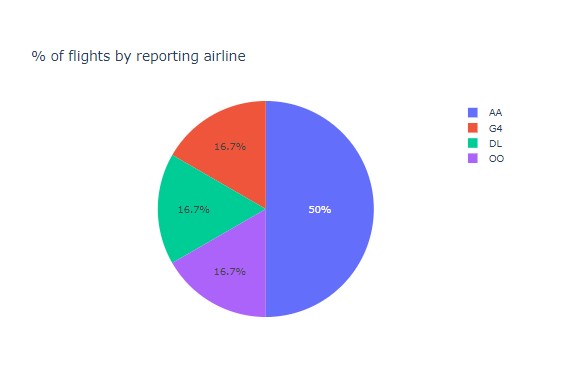 % of flights by reporting airline
AA
G4
DL
OO
16.7%
16.7%
50%
16.7%